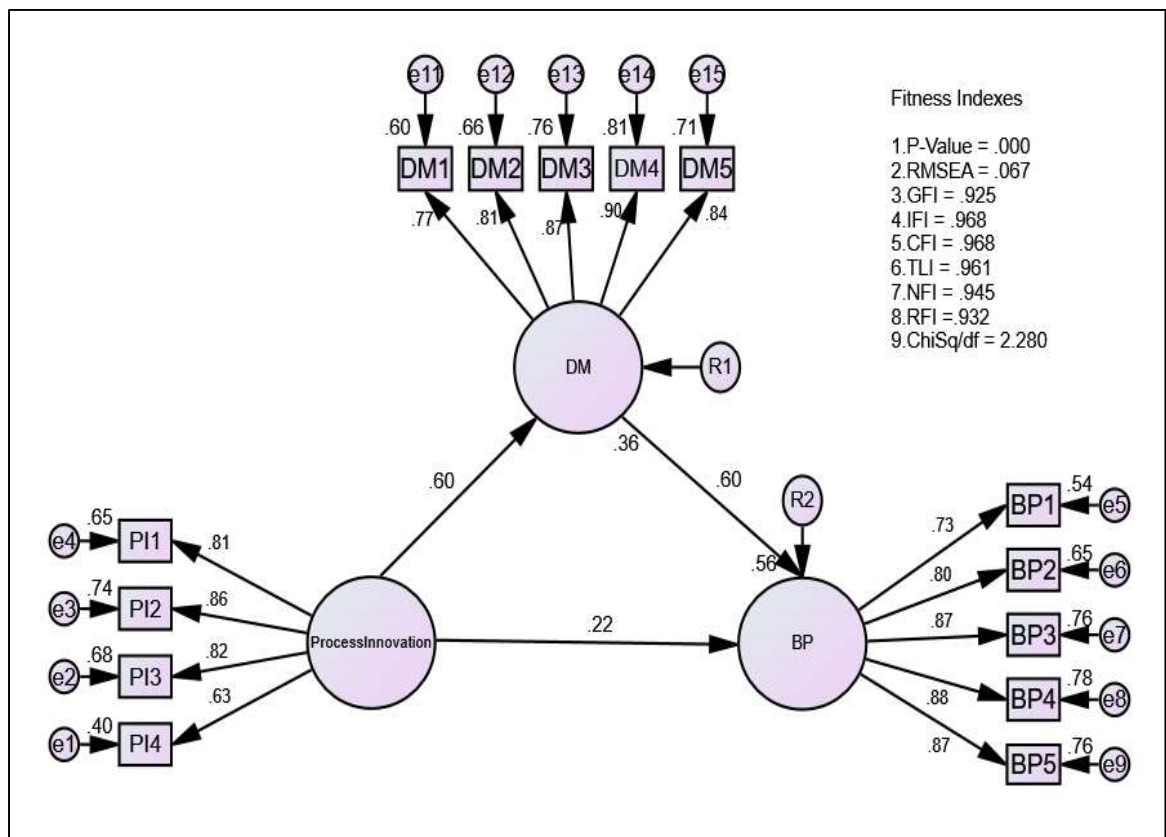 e11 e12 e13 e14 e15
.60 .66 .76 .81 .71
DM1 DM2 DM3 DM4 DM5
.77 .81 .87 .90 .84
Fitness Indexes
1.P-Value = .000
2.RMSEA = .067
3.GFI = .925
4.IFI = .968
5.CFI = .968
6.TLI = .961
7.NFI = .945
8.RFI =.932
9.ChiSq/df = 2.280
DM
R1
.36
.60
.60
R2
.56
e4 .65 PI1 .81
e3 .74 PI2 .86
e2 .68 PI3 .82
e1 .40 PI4 .63
ProcessInnovation
.22
BP
.73 BP1 .54 e5
.80 BP2 .65 e6
.87 BP3 .76 e7
.88 BP4 .78 e8
.87 BP5 .76 e9